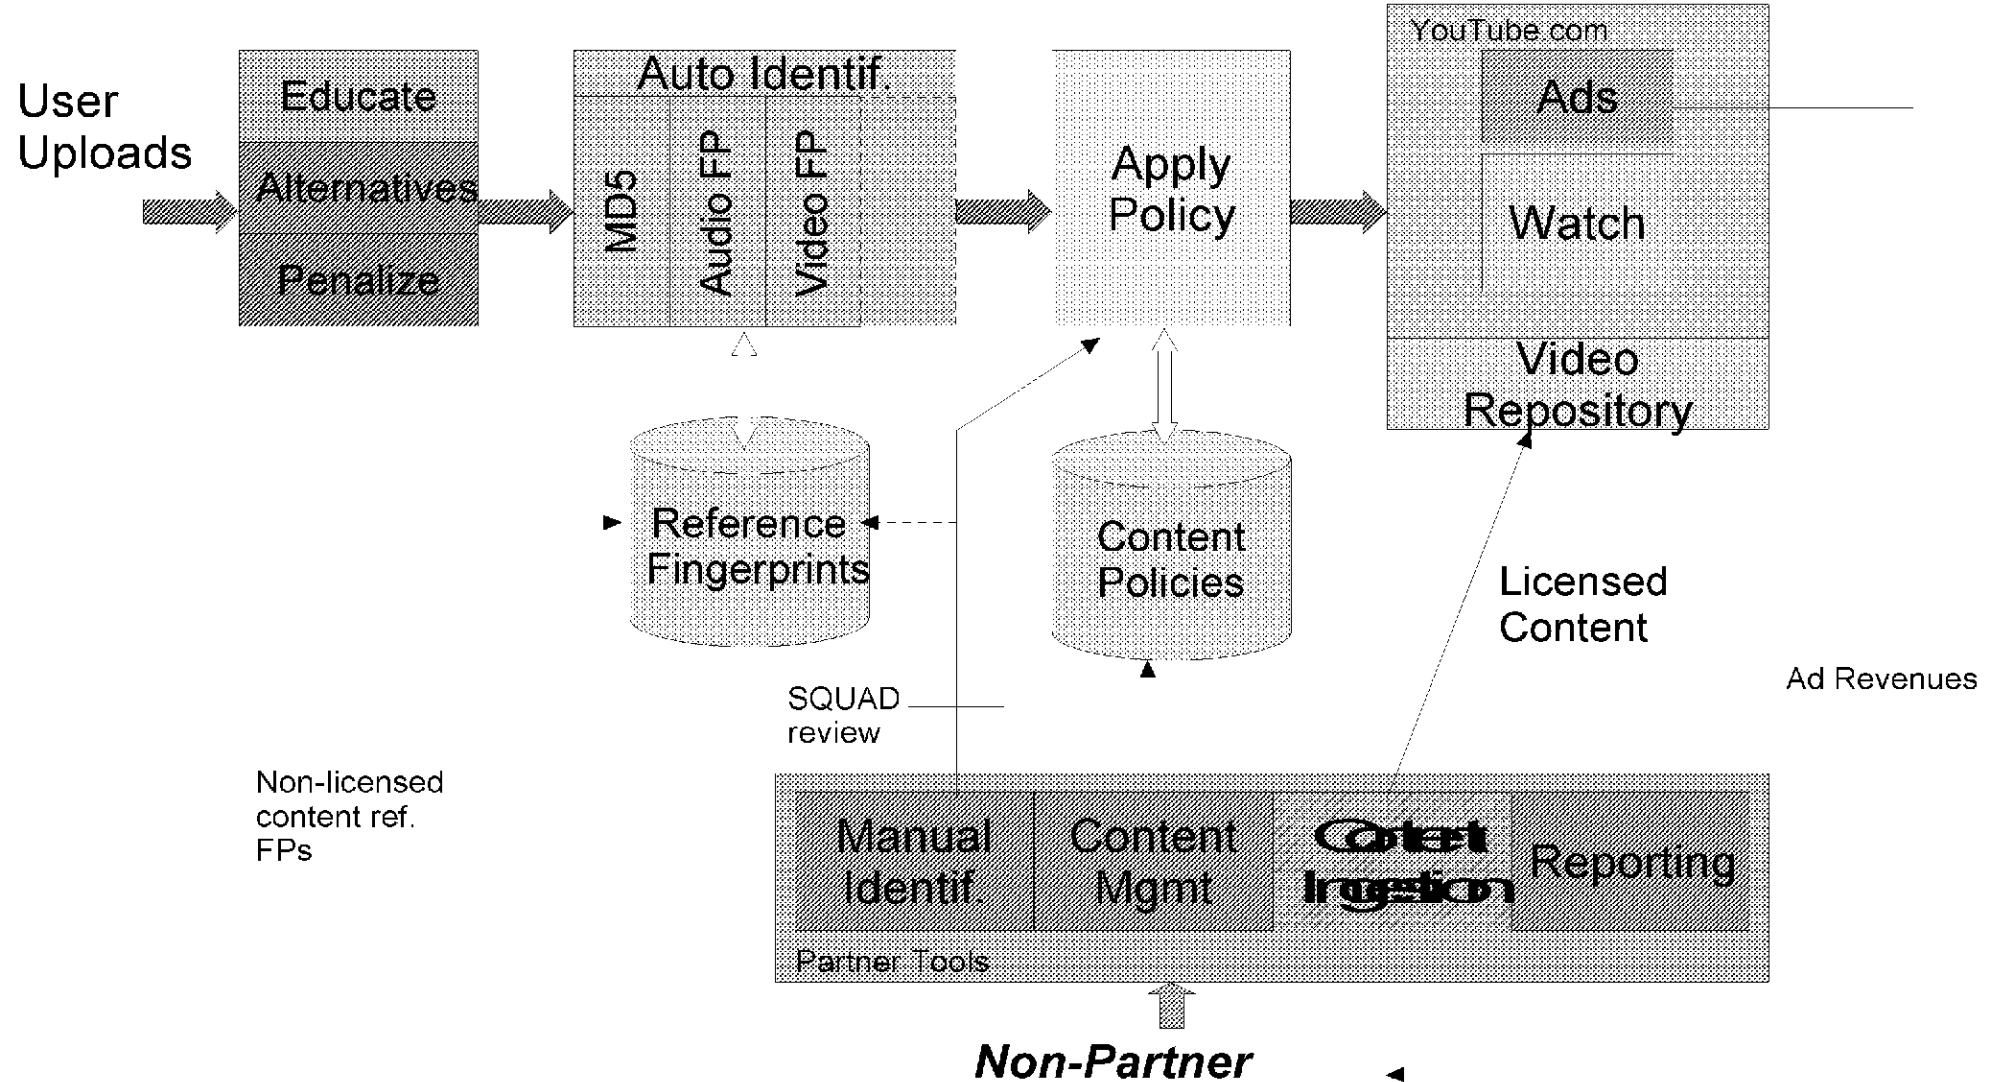 User
Uploads
Educate
Alternatives
Penalize
Auto Identif.
MD5
Audio FP
Video FP
Apply
Policy
YouTube.com
Ads
Watch
Video
Repository
Reference
Fingerprints
Content
Policies
Licensed
Content
Ad Revenues
SQUAD
review
Non-licensed
content ref.
FPs
Manual
Identif.
Content
Mgmt
Content
Ingestion
Reporting
Partner Tools
Non-Partner